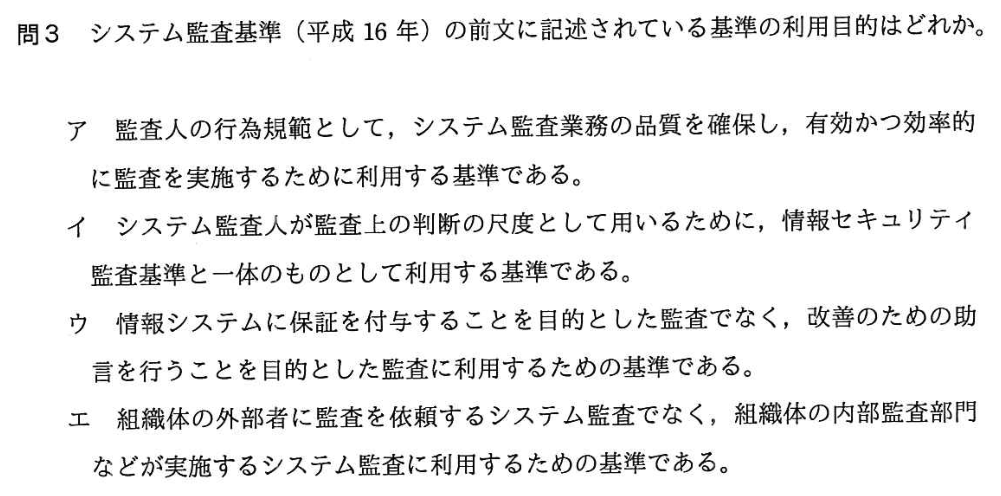 問3 システム監査基準（平成 16 年）の前文に記述されている基準の利用目的はどれか。
ア 監査人の行為規範として，システム監査業務の品質を確保し，有効かつ効率的
に監査を実施するために利用する基準である。
イ システム監査人が監査上の判断の尺度として用いるために，情報セキュリティ
監査基準と一体のものとして利用する基準である。
ウ 情報システムに保証を付与することを目的とした監査でなく，改善のための助
言を行うことを目的とした監査に利用するための基準である。
エ 組織体の外部者に監査を依頼するシステム監査でなく，組織体の内部監査部門
などが実施するシステム監査に利用するための基準である。